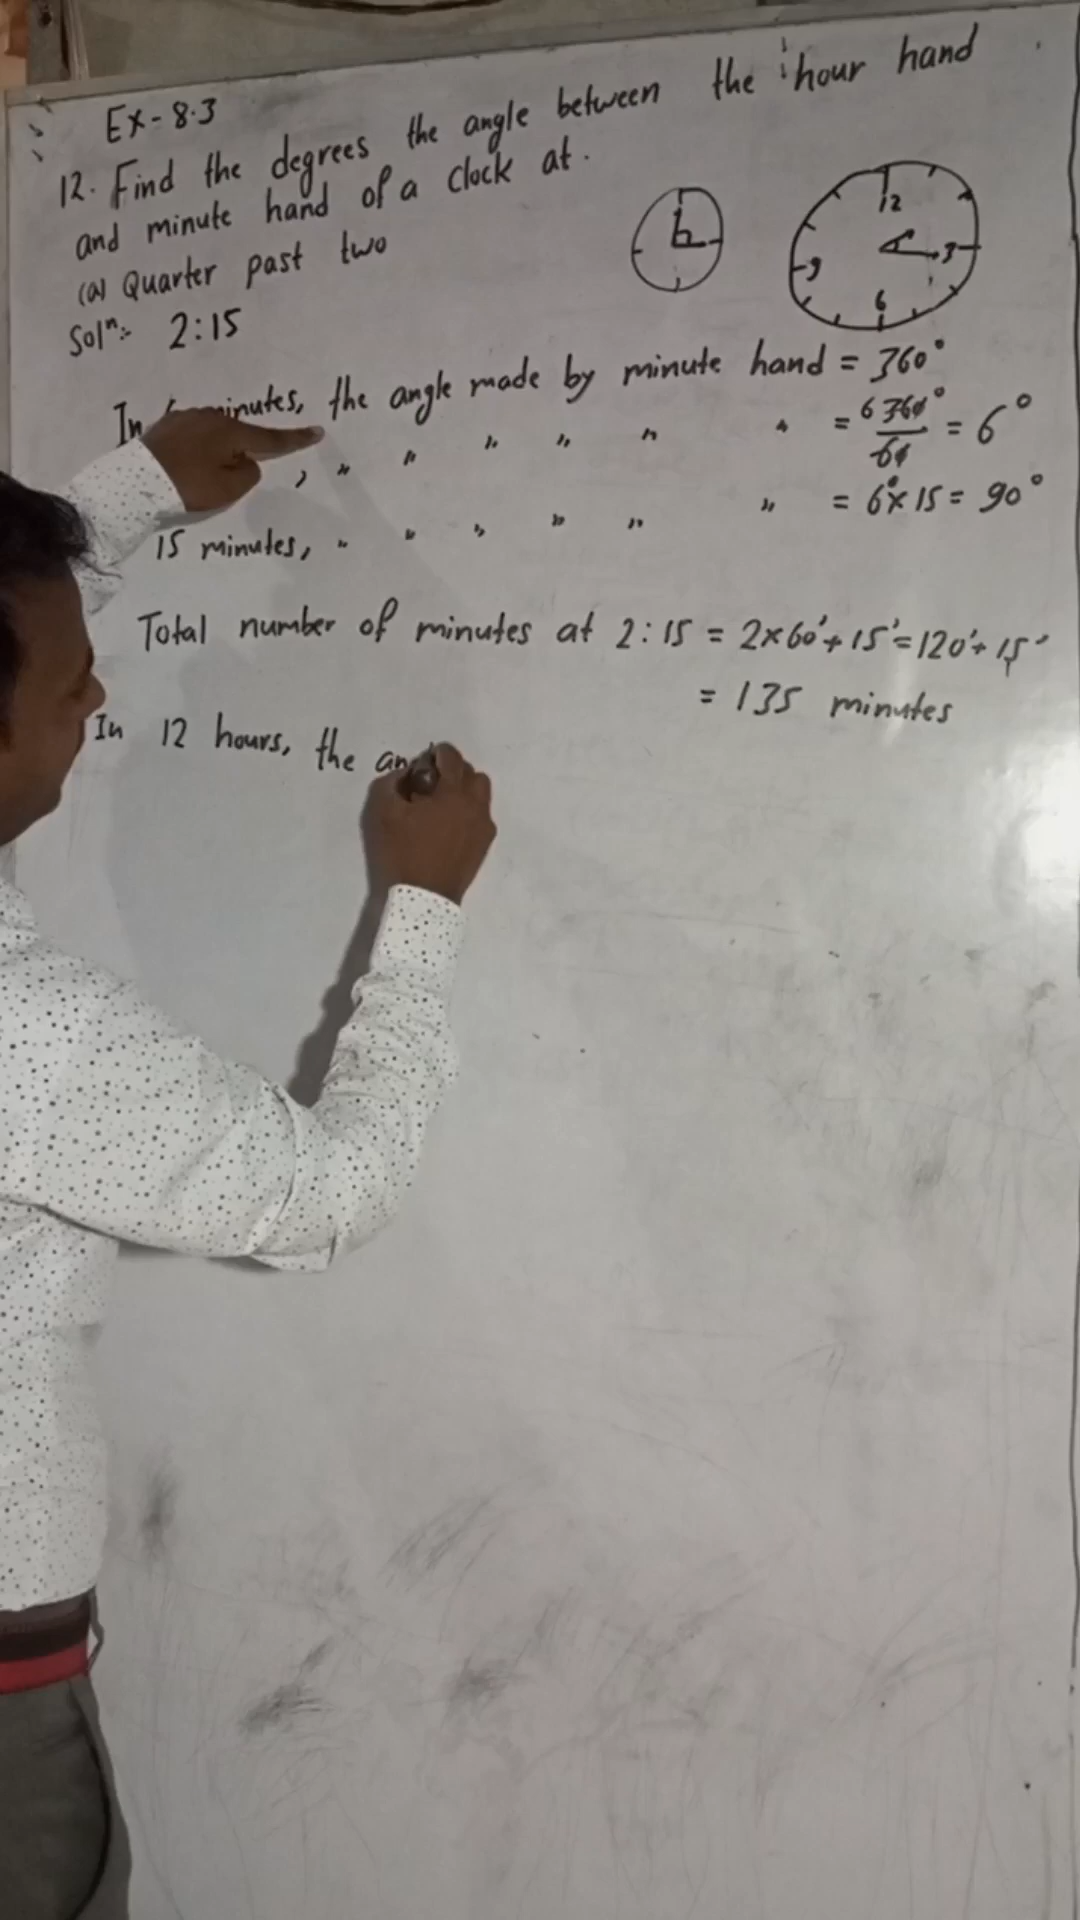 Ex-8.3
12. Find the degrees the angle between the hour hand
and minute hand of a clock at.
(a) Quarter past two
Solⁿ:- 2:15
12
3
6
9
In minutes, the angle made by minute hand = 360°
, " " " " " " = 6 360° / 60 = 6°
15 minutes, " " " " " " = 6°×15 = 90°
Total number of minutes at 2:15 = 2×60'+15' = 120'+15'
= 135 minutes
In 12 hours, the